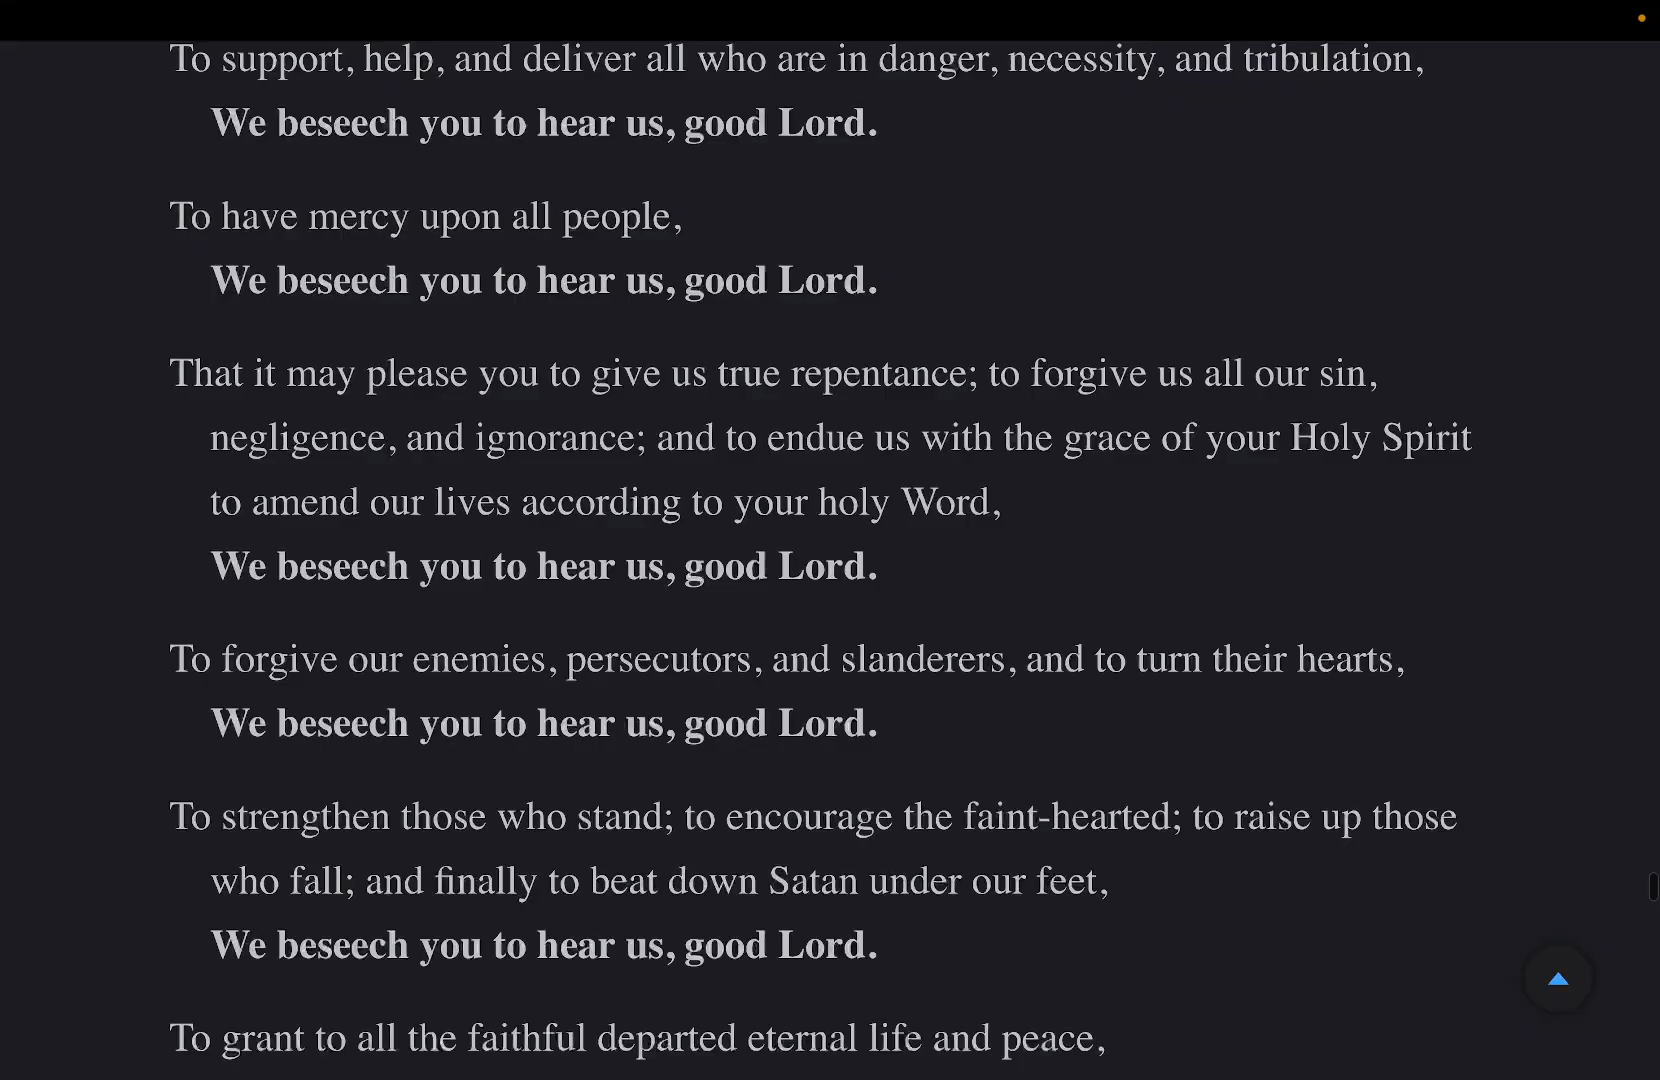 To support, help, and deliver all who are in danger, necessity, and tribulation,
We beseech you to hear us, good Lord.
To have mercy upon all people,
We beseech you to hear us, good Lord.
That it may please you to give us true repentance; to forgive us all our sin,
negligence, and ignorance; and to endue us with the grace of your Holy Spirit
to amend our lives according to your holy Word,
We beseech you to hear us, good Lord.
To forgive our enemies, persecutors, and slanderers, and to turn their hearts,
We beseech you to hear us, good Lord.
To strengthen those who stand; to encourage the faint-hearted; to raise up those
who fall; and finally to beat down Satan under our feet,
We beseech you to hear us, good Lord.
To grant to all the faithful departed eternal life and peace,